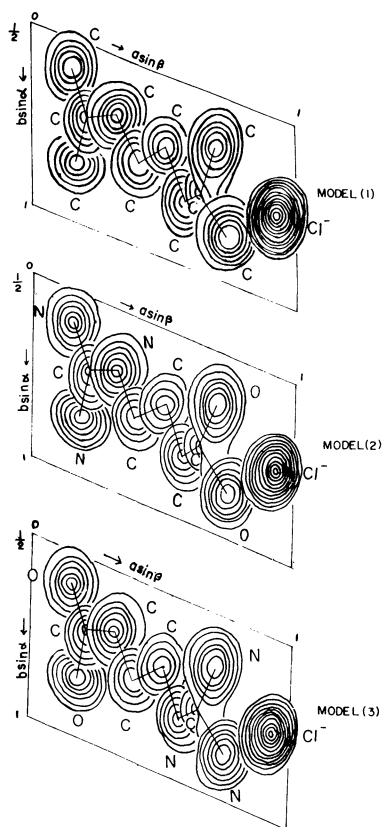 0
½
C
→ a sinβ
b sinα ←
C
C
C
C
1
C
C
C
C
MODEL (1)
Cl⁻
1
C
0
½
→ a sinβ
N
N
b sinα ←
C
C
1
O
N
C
C
MODEL (2)
Cl⁻
1
O
0
½
→ a sinβ
O
C
b sinα ←
C
C
1
N
O
C
N
MODEL (3)
Cl⁻
1
N